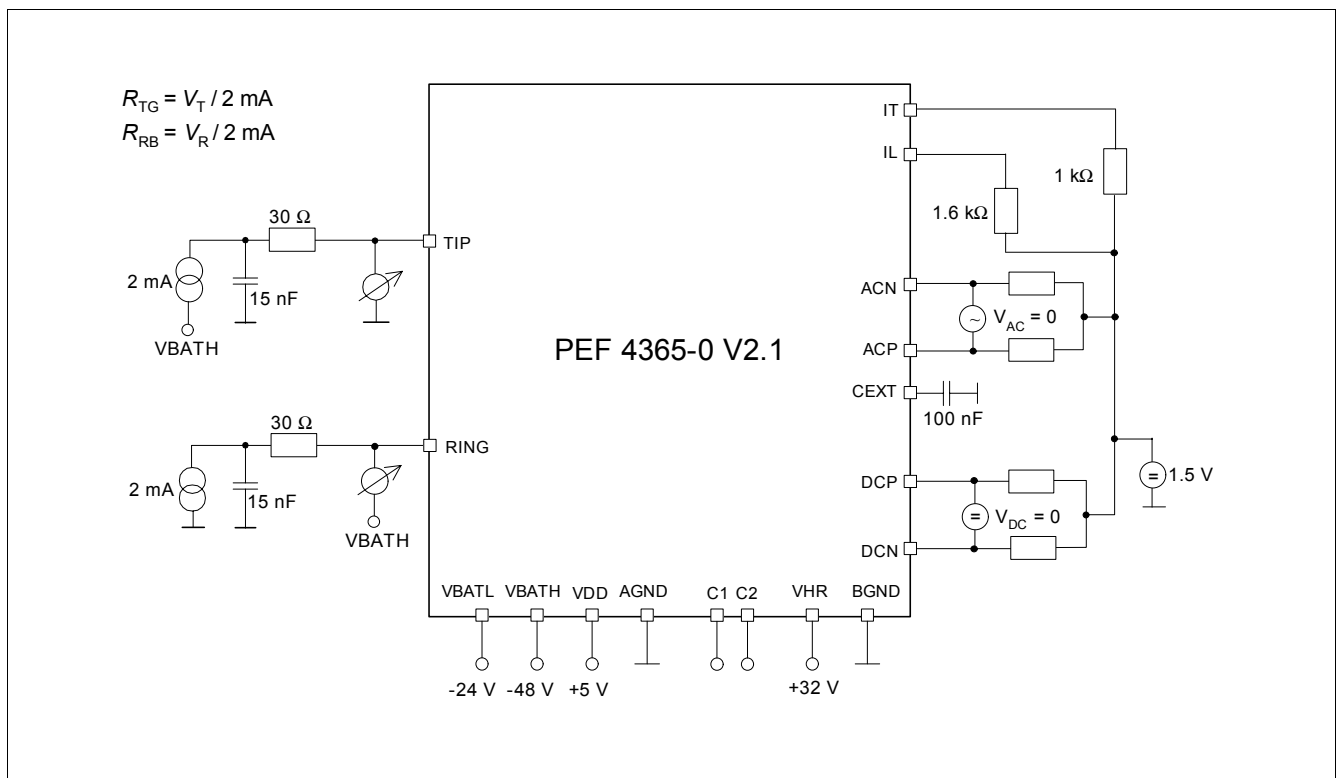 R_TG = V_T / 2 mA
R_RB = V_R / 2 mA
IT
IL
1 kΩ
1.6 kΩ
30 Ω
TIP
2 mA
15 nF
VBATH
ACN
V_AC = 0
~
ACP
PEF 4365-0 V2.1
CEXT
100 nF
30 Ω
RING
2 mA
15 nF
VBATH
DCP
= V_DC = 0
= 1.5 V
DCN
VBATL VBATH VDD AGND C1 C2 VHR BGND
-24 V -48 V +5 V +32 V